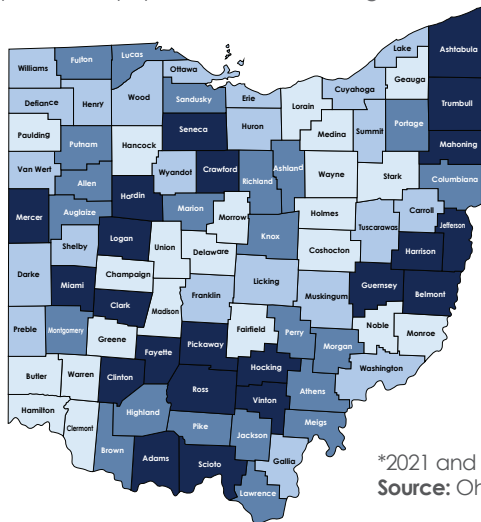 Lake
Ashtabula
Lucas
Fulton
Williams
Ottawa
Geauga
Cuyahoga
Defiance
Henry
Wood
Sandusky
Erie
Lorain
Trumbull
Paulding
Seneca
Huron
Medina
Summit
Portage
Putnam
Hancock
Mahoning
Van Wert
Wyandot
Crawford
Richland
Ashland
Wayne
Stark
Columbiana
Allen
Mercer
Hardin
Auglaize
Marion
Morrow
Holmes
Carroll
Tuscarawas
Jefferson
Logan
Union
Knox
Shelby
Delaware
Coshocton
Harrison
Darke
Champaign
Licking
Miami
Franklin
Muskingum
Guernsey
Belmont
Clark
Madison
Preble
Montgomery
Greene
Fayette
Pickaway
Fairfield
Perry
Morgan
Noble
Monroe
Butler
Warren
Clinton
Ross
Hocking
Athens
Washington
Hamilton
Clermont
Highland
Vinton
Brown
Adams
Pike
Jackson
Meigs
Scioto
Gallia
Lawrence
*2021 and
Source: Oh